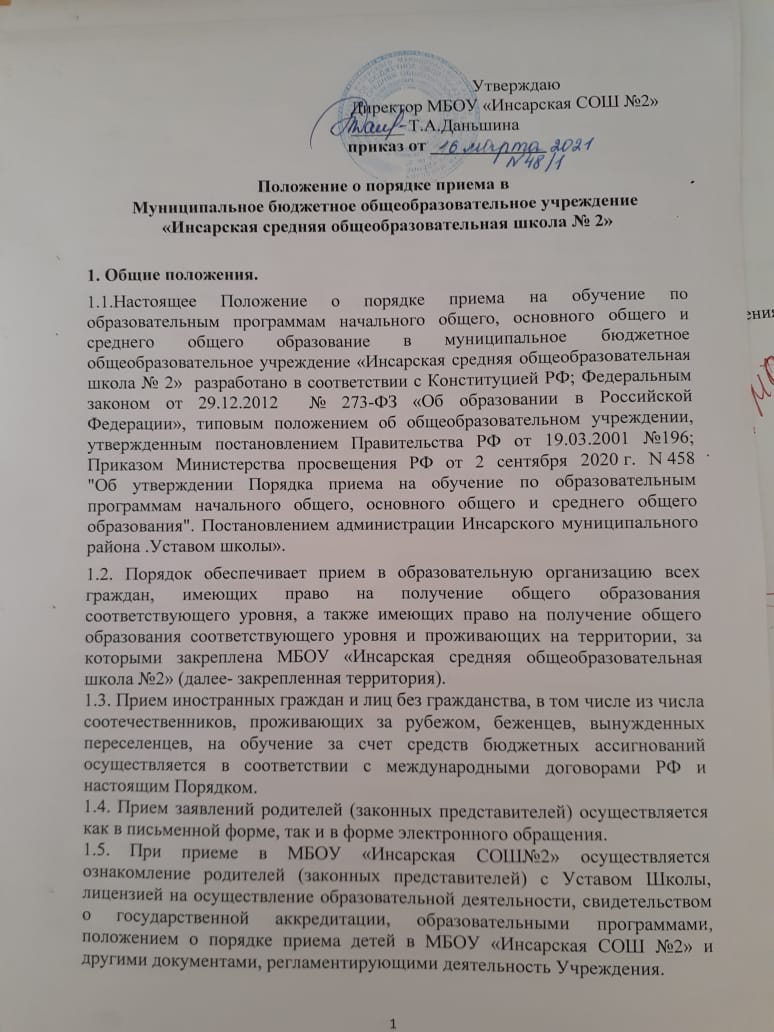 Утверждаю
Директор МБОУ «Инсарская СОШ №2»
Т.А.Даньшина
приказ от 16 марта 2021
N 48/1
Положение о порядке приема в
Муниципальное бюджетное общеобразовательное учреждение
«Инсарская средняя общеобразовательная школа № 2»
1. Общие положения.
1.1.Настоящее Положение о порядке приема на обучение по
образовательным программам начального общего, основного общего и
среднего общего образование в муниципальное бюджетное
общеобразовательное учреждение «Инсарская средняя общеобразовательная
школа № 2» разработано в соответствии с Конституцией РФ; Федеральным
законом от 29.12.2012 № 273-ФЗ «Об образовании в Российской
Федерации», типовым положением об общеобразовательном учреждении,
утвержденным постановлением Правительства РФ от 19.03.2001 №196;
Приказом Министерства просвещения РФ от 2 сентября 2020 г. N 458
"Об утверждении Порядка приема на обучение по образовательным
программам начального общего, основного общего и среднего общего
образования". Постановлением администрации Инсарского муниципального
района .Уставом школы».
1.2. Порядок обеспечивает прием в образовательную организацию всех
граждан, имеющих право на получение общего образования
соответствующего уровня, а также имеющих право на получение общего
образования соответствующего уровня и проживающих на территории, за
которыми закреплена МБОУ «Инсарская средняя общеобразовательная
школа №2» (далее- закрепленная территория).
1.3. Прием иностранных граждан и лиц без гражданства, в том числе из числа
соотечественников, проживающих за рубежом, беженцев, вынужденных
переселенцев, на обучение за счет средств бюджетных ассигнований
осуществляется в соответствии с международными договорами РФ и
настоящим Порядком.
1.4. Прием заявлений родителей (законных представителей) осуществляется
как в письменной форме, так и в форме электронного обращения.
1.5. При приеме в МБОУ «Инсарская СОШ№2» осуществляется
ознакомление родителей (законных представителей) с Уставом Школы,
лицензией на осуществление образовательной деятельности, свидетельством
о государственной аккредитации, образовательными программами,
положением о порядке приема детей в МБОУ «Инсарская СОШ №2» и
другими документами, регламентирующими деятельность Учреждения.
1